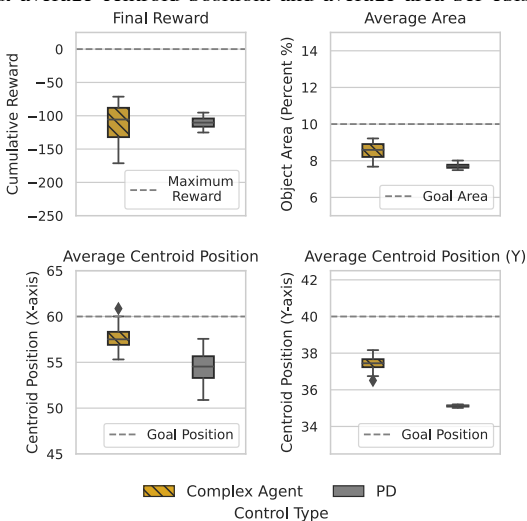 Final Reward
Average Area
Cumulative Reward
0
−50
−100
−150
−200
−250
Maximum
Reward
Object Area (Percent %)
14
12
10
8
6
Goal Area
Average Centroid Position
Average Centroid Position (Y)
Centroid Position (X-axis)
65
60
55
50
45
Goal Position
Centroid Position (Y-axis)
42
40
38
36
34
Goal Position
Complex Agent
PD
Control Type